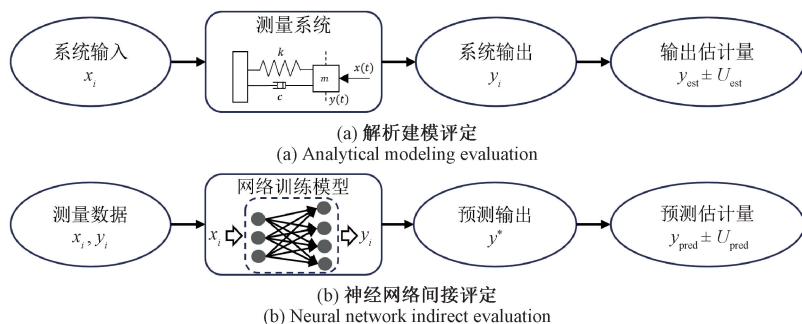 系统输入
x_i
测量系统
k
c
m
x(t)
y(t)
系统输出
y_i
输出估计量
y_est ± U_est
(a) 解析建模评定
(a) Analytical modeling evaluation
测量数据
x_i, y_i
网络训练模型
x_i
y_i
预测输出
y*
预测估计量
y_pred ± U_pred
(b) 神经网络间接评定
(b) Neural network indirect evaluation